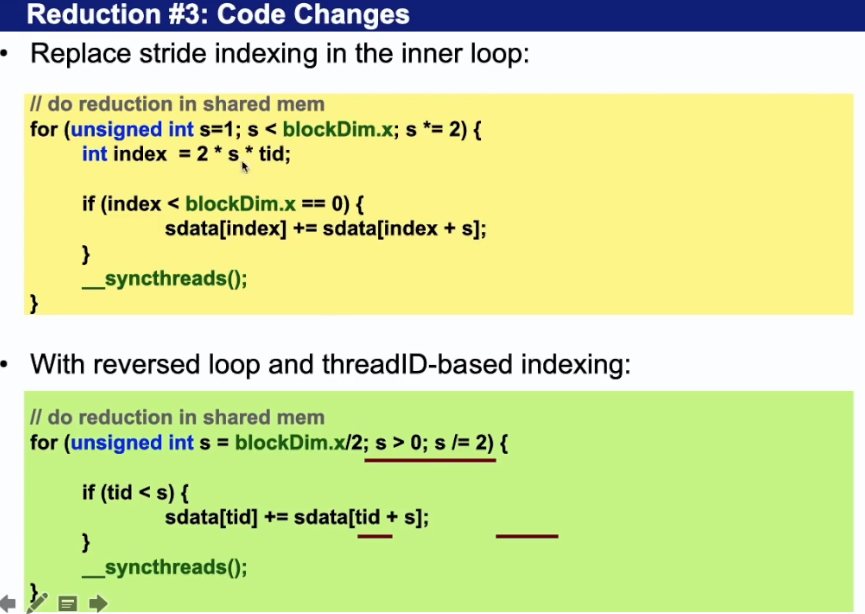 Reduction #3: Code Changes
• Replace stride indexing in the inner loop:
// do reduction in shared mem
for (unsigned int s=1; s < blockDim.x; s *= 2) {
int index = 2 * s * tid;
if (index < blockDim.x == 0) {
sdata[index] += sdata[index + s];
}
__syncthreads();
}
• With reversed loop and threadID-based indexing:
// do reduction in shared mem
for (unsigned int s = blockDim.x/2; s > 0; s /= 2) {
if (tid < s) {
sdata[tid] += sdata[tid + s];
}
__syncthreads();
}